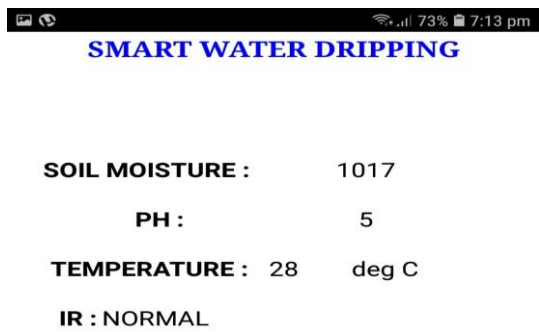 73% 7:13 pm
SMART WATER DRIPPING
SOIL MOISTURE : 1017
PH : 5
TEMPERATURE : 28 deg C
IR : NORMAL